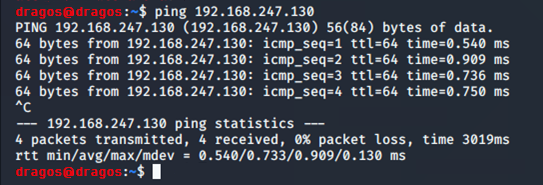 dragos@dragos:~$ ping 192.168.247.130
PING 192.168.247.130 (192.168.247.130) 56(84) bytes of data.
64 bytes from 192.168.247.130: icmp_seq=1 ttl=64 time=0.540 ms
64 bytes from 192.168.247.130: icmp_seq=2 ttl=64 time=0.909 ms
64 bytes from 192.168.247.130: icmp_seq=3 ttl=64 time=0.736 ms
64 bytes from 192.168.247.130: icmp_seq=4 ttl=64 time=0.750 ms
^C
--- 192.168.247.130 ping statistics ---
4 packets transmitted, 4 received, 0% packet loss, time 3019ms
rtt min/avg/max/mdev = 0.540/0.733/0.909/0.130 ms
dragos@dragos:~$